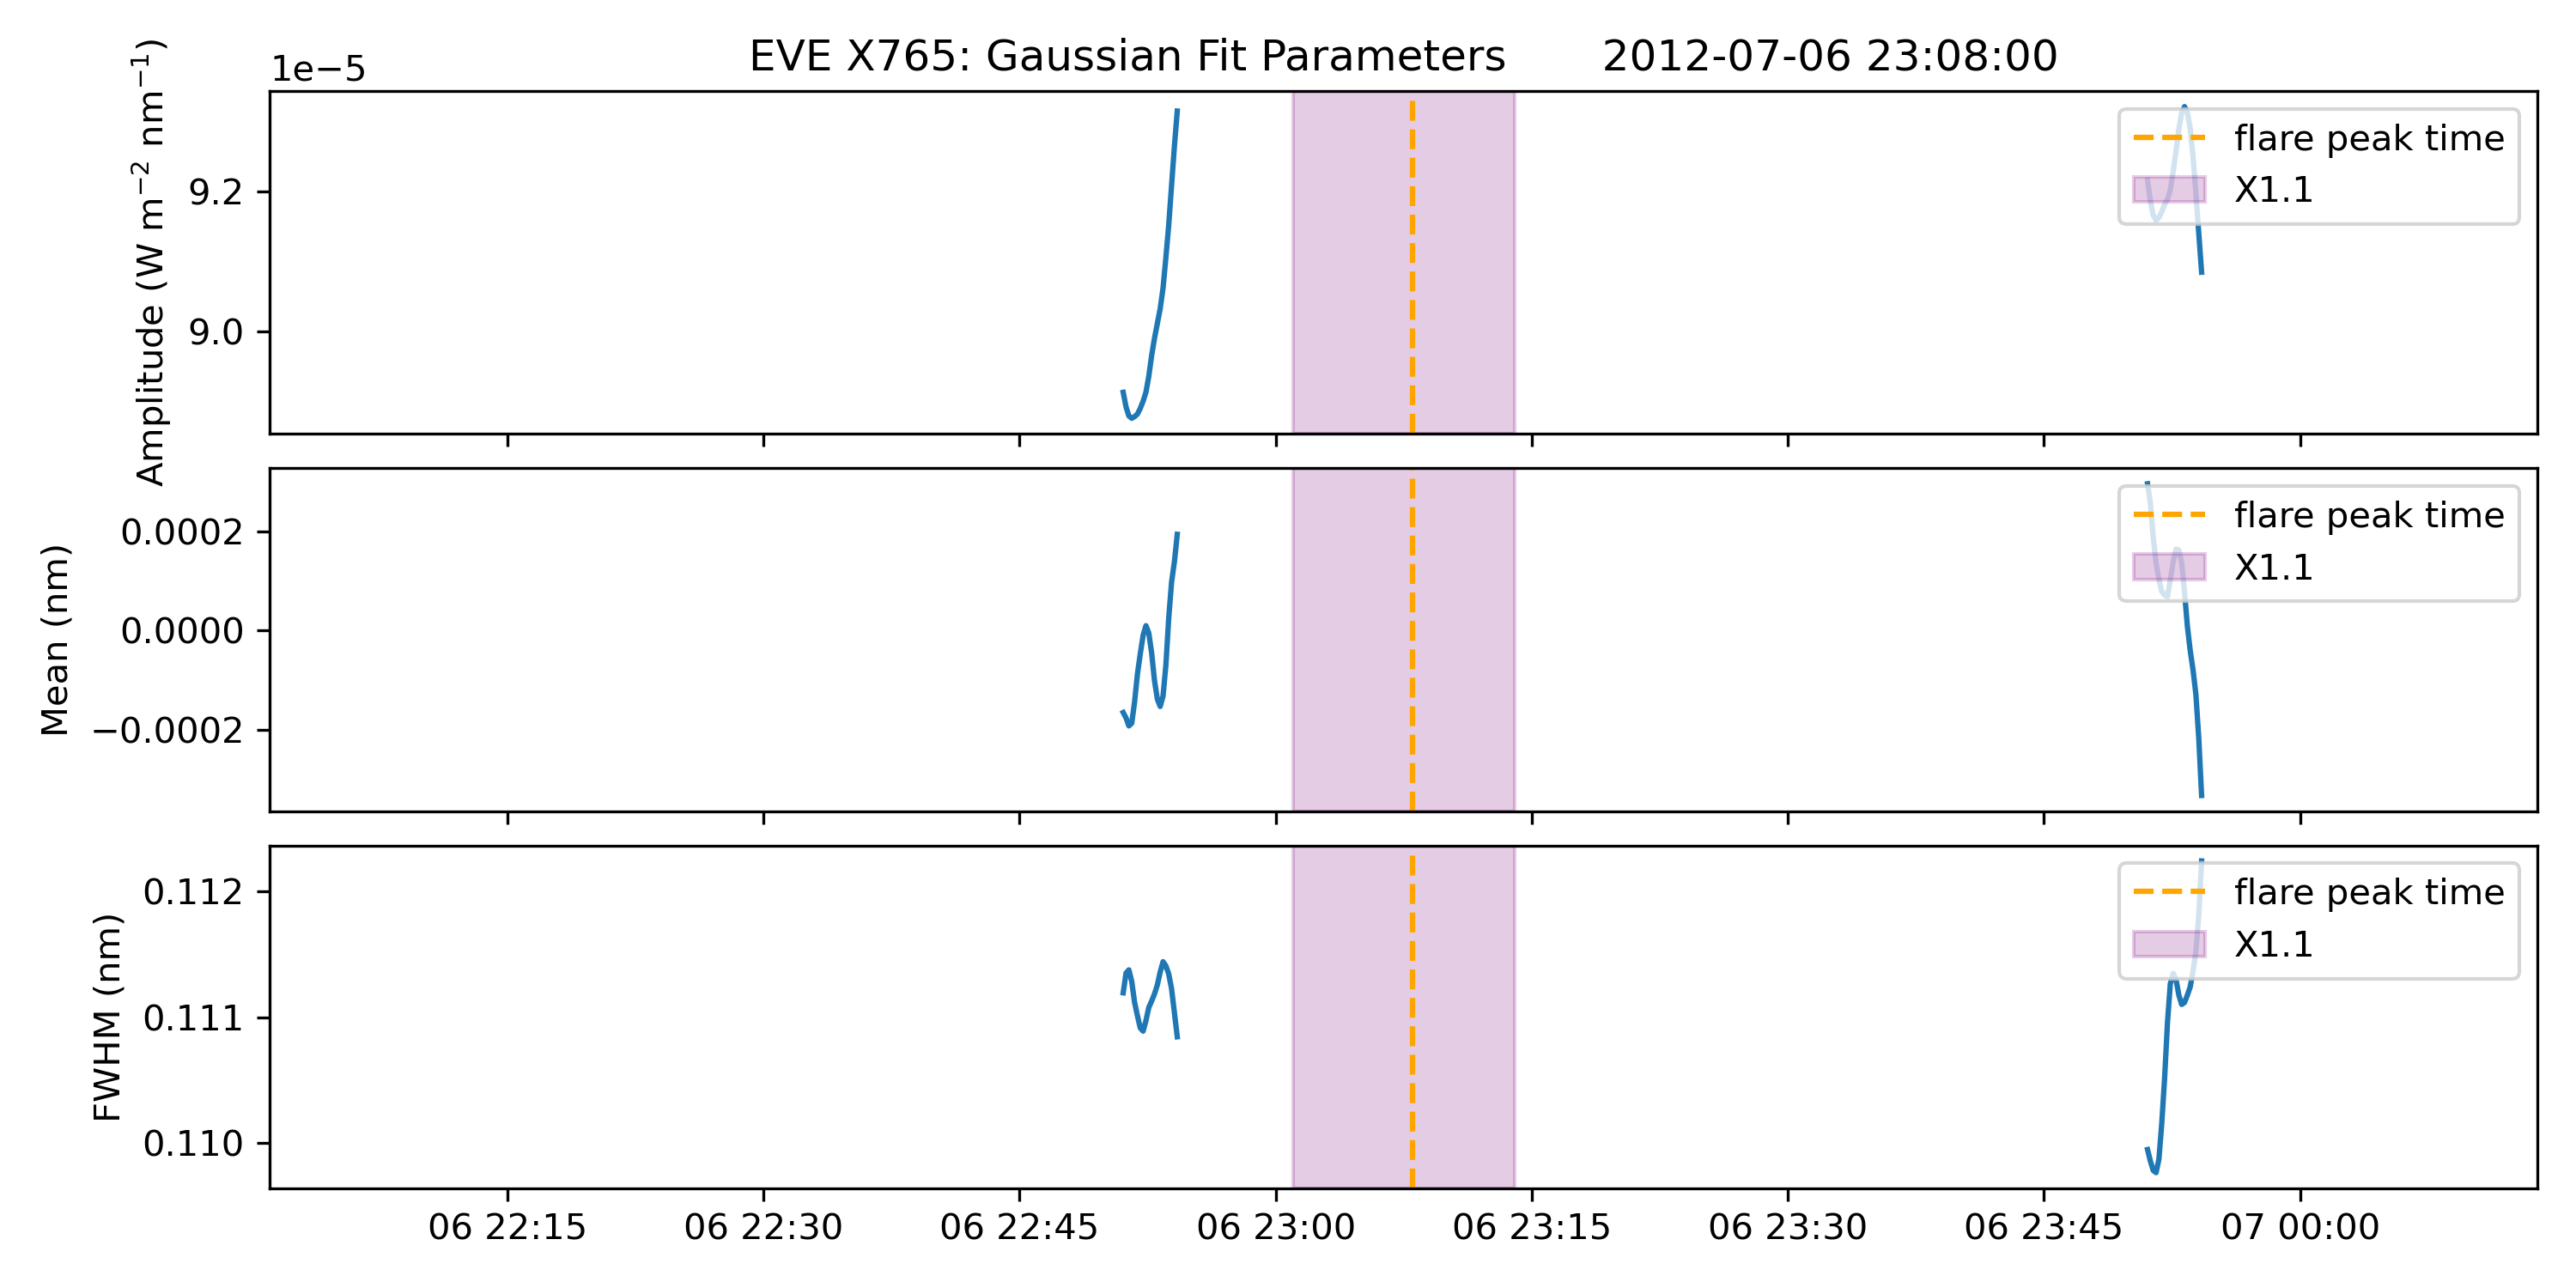 EVE X765: Gaussian Fit Parameters 2012-07-06 23:08:00
1e−5
Amplitude (W m⁻² nm⁻¹)
9.2
9.0
flare peak time
X1.1
Mean (nm)
0.0002
0.0000
−0.0002
flare peak time
X1.1
FWHM (nm)
0.112
0.111
0.110
flare peak time
X1.1
06 22:15 06 22:30 06 22:45 06 23:00 06 23:15 06 23:30 06 23:45 07 00:00